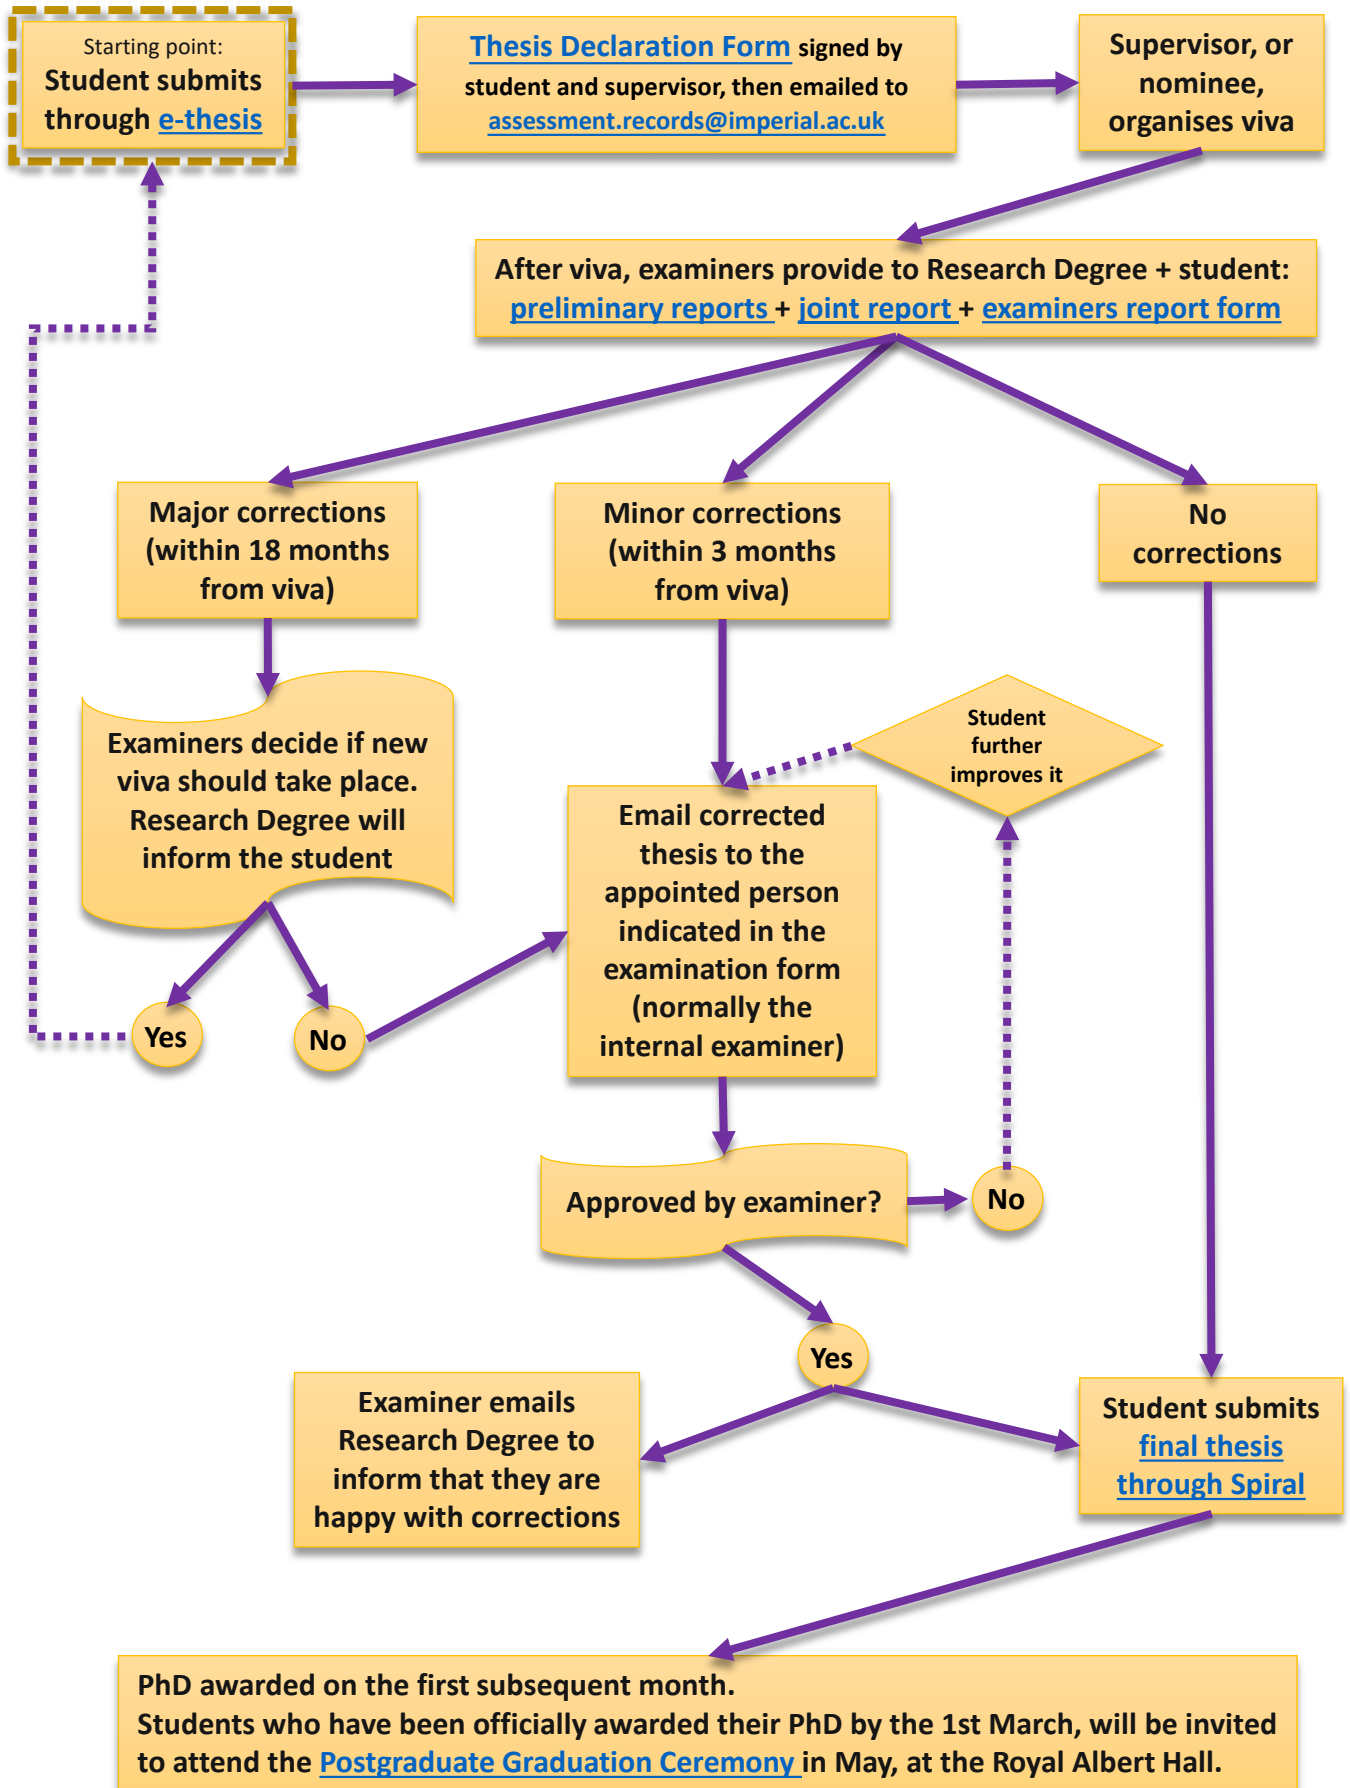 Starting point:
Student submits
through e-thesis
Thesis Declaration Form signed by
student and supervisor, then emailed to
assessment.records@imperial.ac.uk
Supervisor, or
nominee,
organises viva
After viva, examiners provide to Research Degree + student:
preliminary reports + joint report + examiners report form
Major corrections
(within 18 months
from viva)
Minor corrections
(within 3 months
from viva)
No
corrections
Examiners decide if new
viva should take place.
Research Degree will
inform the student
Student
further
improves it
Email corrected
thesis to the
appointed person
indicated in the
examination form
(normally the
internal examiner)
Yes
No
Approved by examiner?
No
Yes
Examiner emails
Research Degree to
inform that they are
happy with corrections
Student submits
final thesis
through Spiral
PhD awarded on the first subsequent month.
Students who have been officially awarded their PhD by the 1st March, will be invited
to attend the Postgraduate Graduation Ceremony in May, at the Royal Albert Hall.